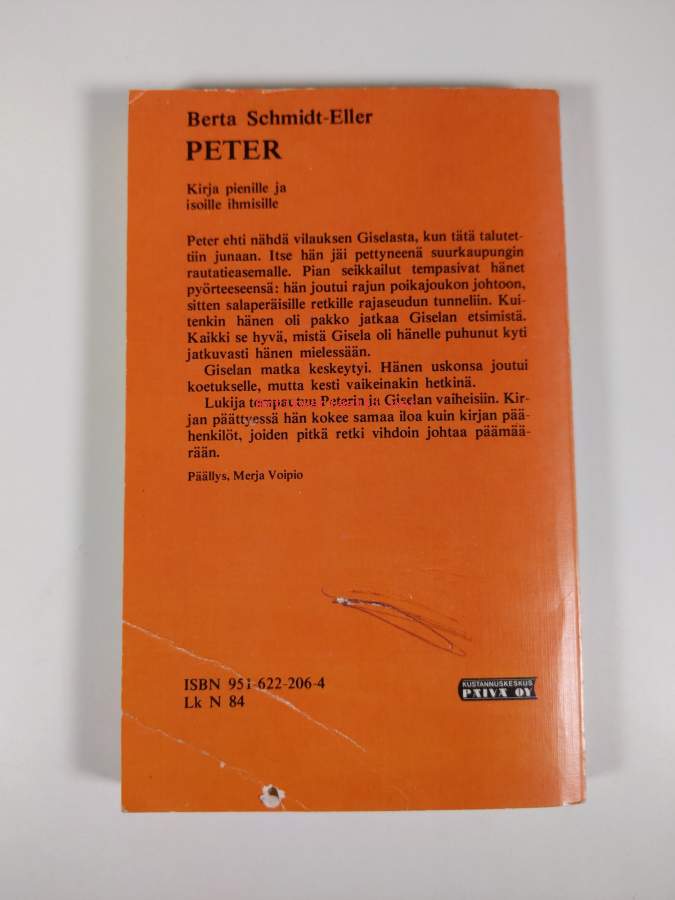 Berta Schmidt-Eller
PETER
Kirja pienille ja
isoille ihmisille
Peter ehti nähdä vilauksen Giselasta, kun tätä talutet-
tiin junaan. Itse hän jäi pettyneenä suurkaupungin
rautatieasemalle. Pian seikkailut tempasivat hänet
pyörteeseensä: hän joutui rajun poikajoukon johtoon,
sitten salaperäisille retkille rajaseudun tunneliin. Kui-
tenkin hänen oli pakko jatkaa Giselan etsimistä.
Kaikki se hyvä, mistä Gisela oli hänelle puhunut kyti
jatkuvasti hänen mielessään.
Giselan matka keskeytyi. Hänen uskonsa joutui
koetukselle, mutta kesti vaikeinakin hetkinä.
Lukija tempautuu Peterin ja Giselan vaiheisiin. Kir-
jan päättyessä hän kokee samaa iloa kuin kirjan pää-
henkilöt, joiden pitkä retki vihdoin johtaa päämää-
rään.
Päällys, Merja Voipio
ISBN 951-622-206-4
Lk N 84
KUSTANNUSKESKUS
PÄIVÄ OY